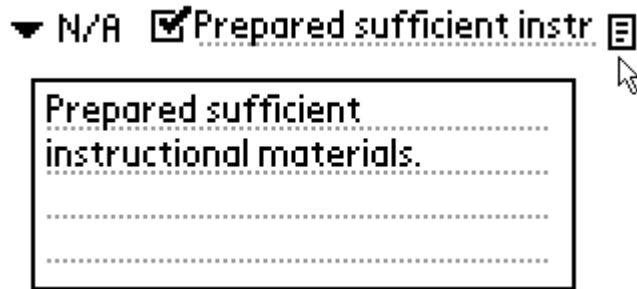 N/A Prepared sufficient instr
Prepared sufficient
instructional materials.